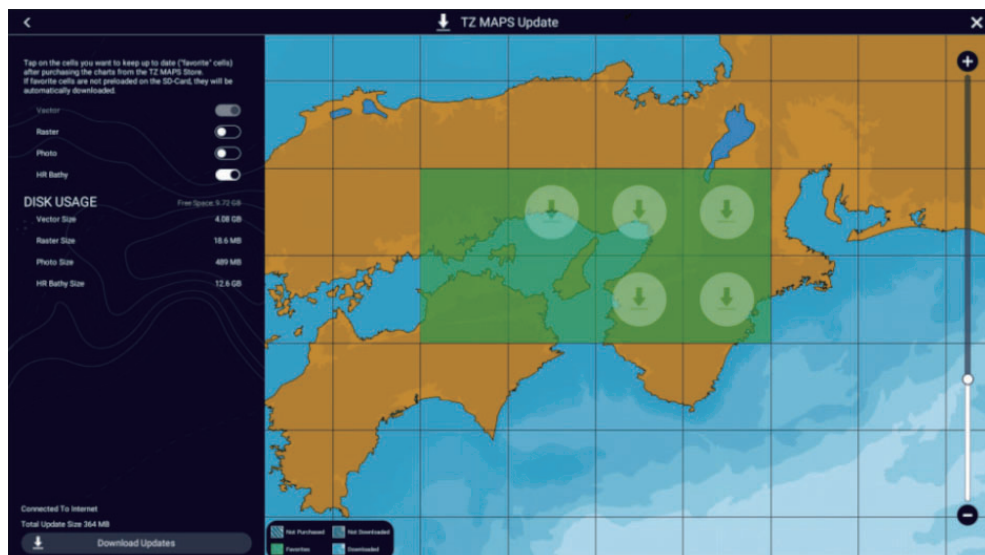 TZ MAPS Update
Tap on the cells you want to keep up to date ("favorite" cells)
after purchasing the charts from the TZ MAPS Store.
If favorite cells are not preloaded on the SD-Card, they will be
automatically downloaded.
Vector
Raster
Photo
HR Bathy
DISK USAGE Free Space: 9.72 GB
Vector Size 4.08 GB
Raster Size 18.6 MB
Photo Size 489 MB
HR Bathy Size 12.6 GB
Connected To Internet
Total Update Size 364 MB
Download Updates
Not Purchased Not Downloaded
Favorites Downloaded